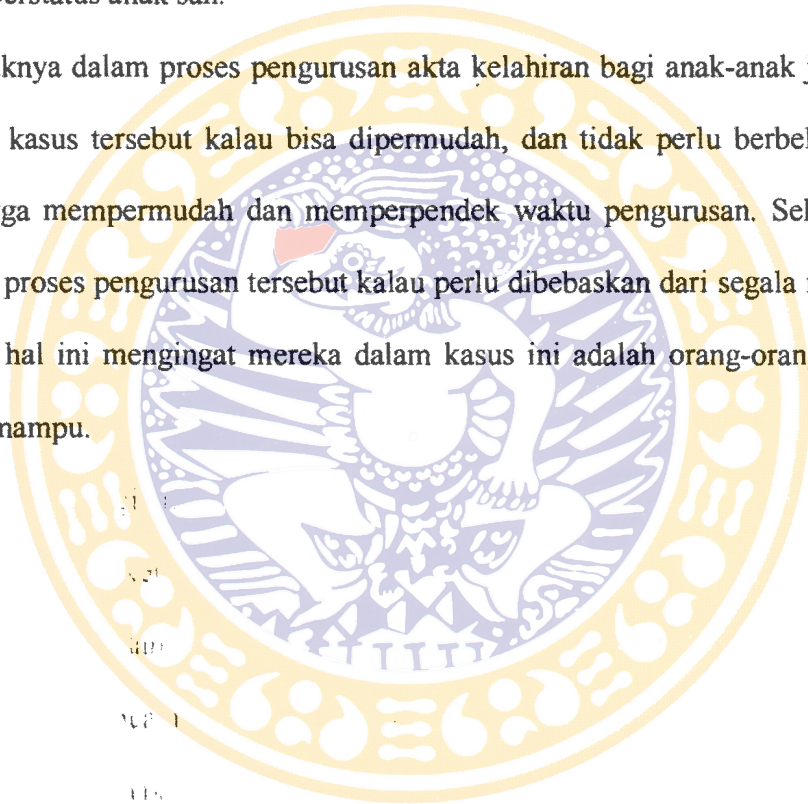 berstatus anak sah.
knya dalam proses pengurusan akta kelahiran bagi anak-anak
kasus tersebut kalau bisa dipermudah, dan tidak perlu berbel
ga mempermudah dan memperpendek waktu pengurusan. Sel
proses pengurusan tersebut kalau perlu dibebaskan dari segala
hal ini mengingat mereka dalam kasus ini adalah orang-oran
mampu.